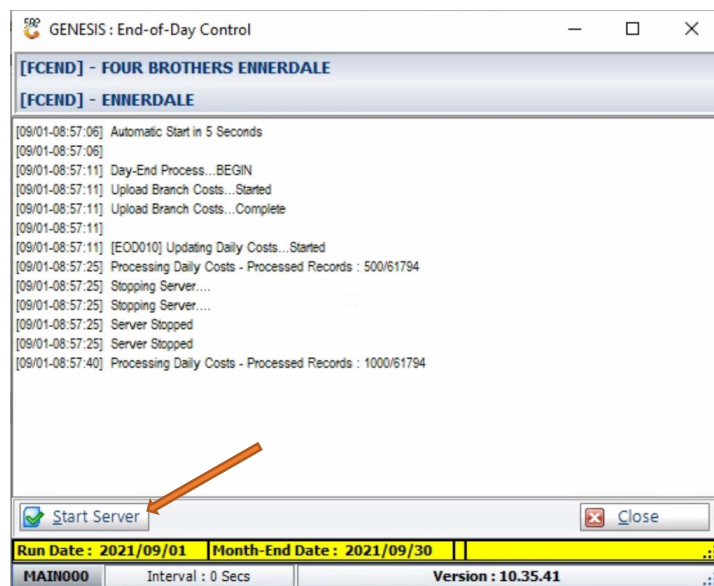 GENESIS : End-of-Day Control
[FCEND] - FOUR BROTHERS ENNERDALE
[FCEND] - ENNERDALE
[09/01-08:57:06] Automatic Start in 5 Seconds
[09/01-08:57:06]
[09/01-08:57:11] Day-End Process...BEGIN
[09/01-08:57:11] Upload Branch Costs...Started
[09/01-08:57:11] Upload Branch Costs...Complete
[09/01-08:57:11]
[09/01-08:57:11] [EOD010] Updating Daily Costs...Started
[09/01-08:57:25] Processing Daily Costs - Processed Records : 500/61794
[09/01-08:57:25] Stopping Server....
[09/01-08:57:25] Stopping Server....
[09/01-08:57:25] Server Stopped
[09/01-08:57:25] Server Stopped
[09/01-08:57:40] Processing Daily Costs - Processed Records : 1000/61794
Start Server Close
Run Date : 2021/09/01 Month-End Date : 2021/09/30
MAIN000 Interval : 0 Secs Version : 10.35.41